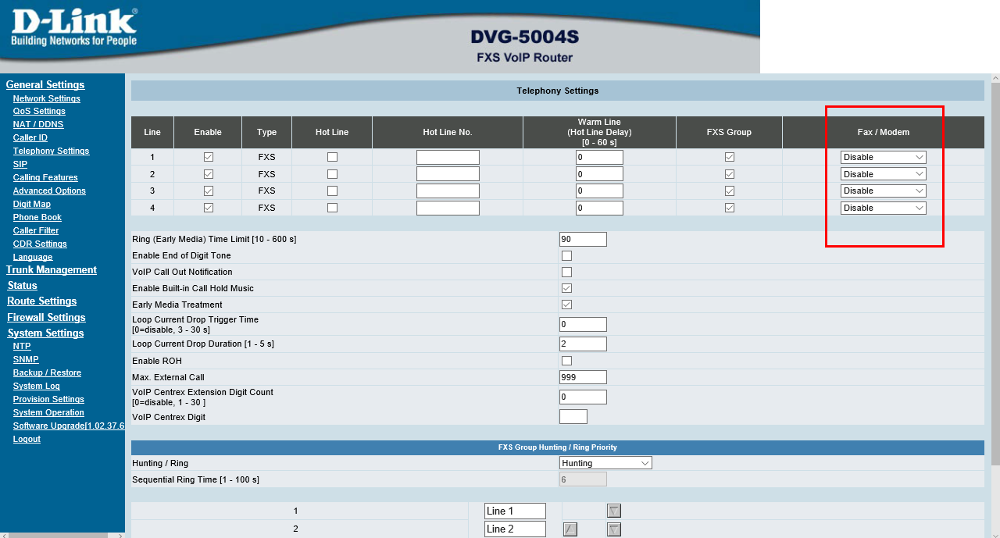 D-Link®
Building Networks for People
DVG-5004S
FXS VoIP Router
General Settings
Network Settings
QoS Settings
NAT / DDNS
Caller ID
Telephony Settings
SIP
Calling Features
Advanced Options
Digit Map
Phone Book
Caller Filter
CDR Settings
Language
Trunk Management
Status
Route Settings
Firewall Settings
System Settings
NTP
SNMP
Backup / Restore
System Log
Provision Settings
System Operation
Software Upgrade[1.02.37.6
Logout
Telephony Settings
Line Enable Type Hot Line Hot Line No. Warm Line (Hot Line Delay) [0 - 60 s] FXS Group Fax / Modem
1 FXS 0 Disable
2 FXS 0 Disable
3 FXS 0 Disable
4 FXS 0 Disable
Ring (Early Media) Time Limit [10 - 600 s] 90
Enable End of Digit Tone
VoIP Call Out Notification
Enable Built-in Call Hold Music
Early Media Treatment
Loop Current Drop Trigger Time
[0=disable, 3 - 30 s] 0
Loop Current Drop Duration [1 - 5 s] 2
Enable ROH
Max. External Call 999
VoIP Centrex Extension Digit Count
[0=disable, 1 - 30 ] 0
VoIP Centrex Digit
FXS Group Hunting / Ring Priority
Hunting / Ring Hunting
Sequential Ring Time [1 - 100 s] 6
1 Line 1
2 Line 2